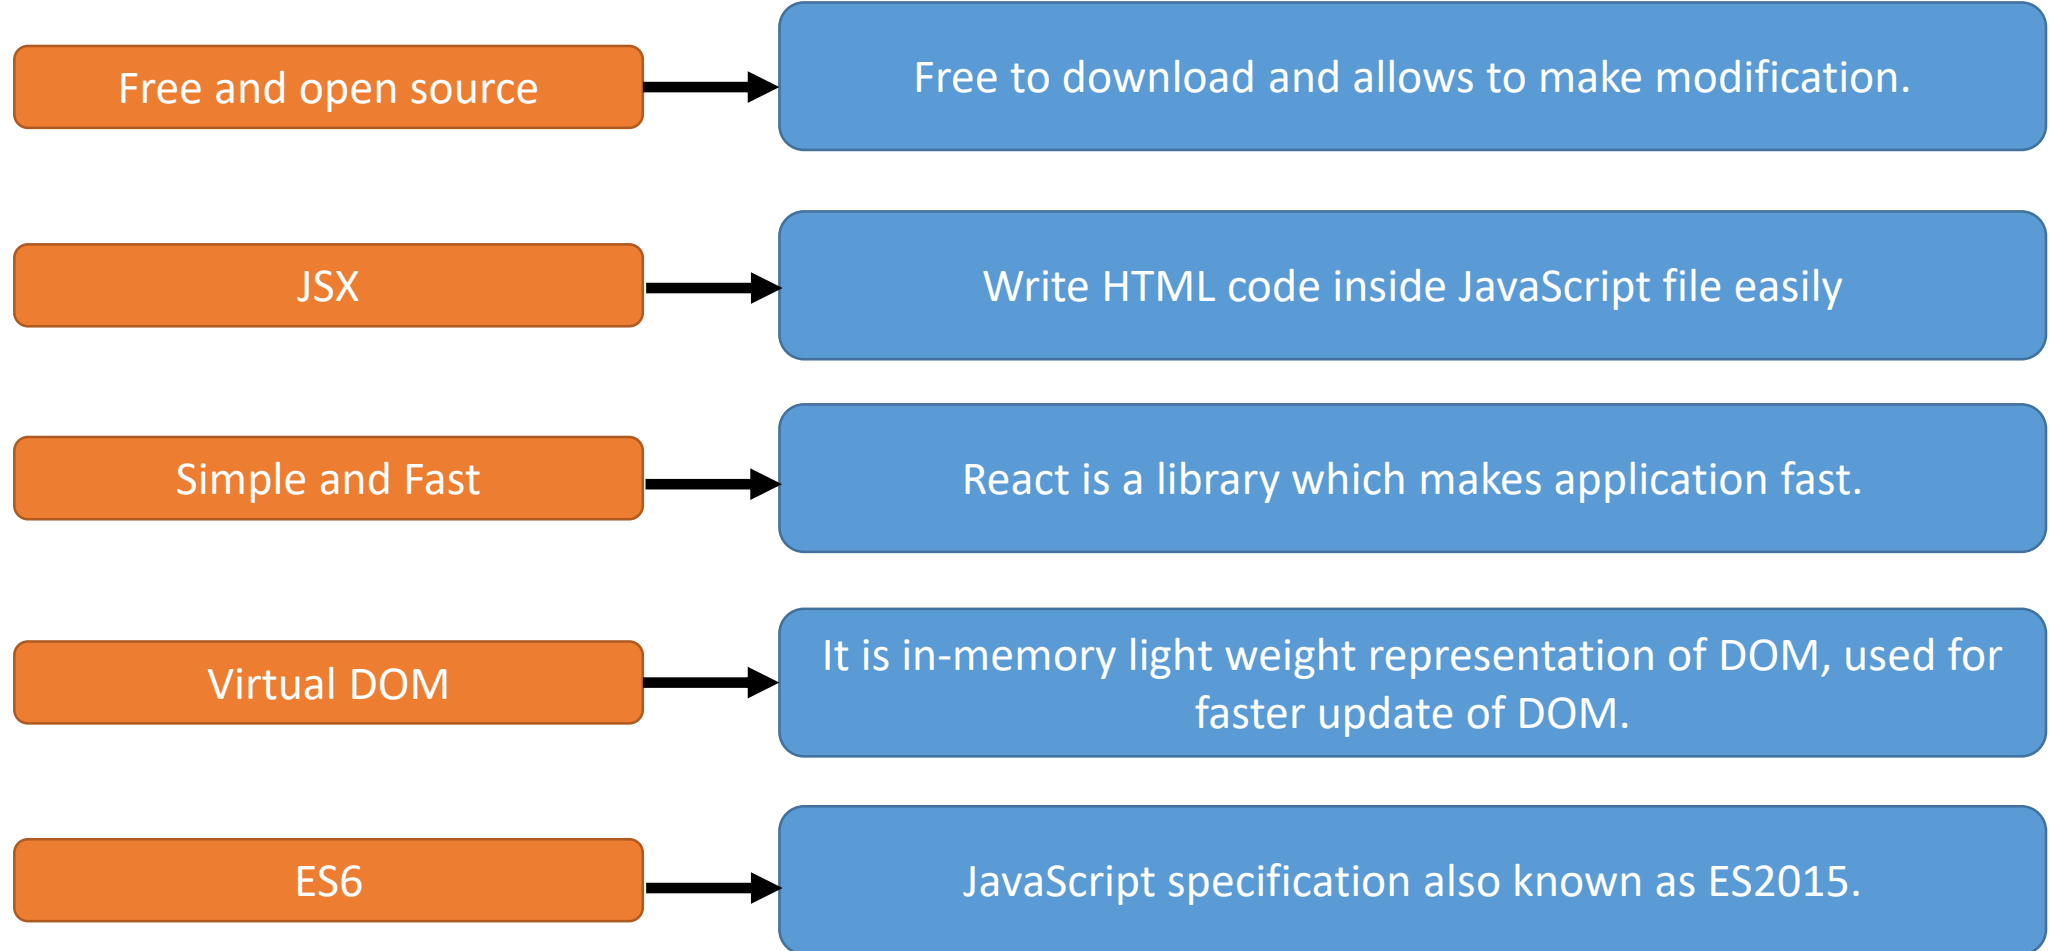 Free and open source
Free to download and allows to make modification.
JSX
Write HTML code inside JavaScript file easily
Simple and Fast
React is a library which makes application fast.
Virtual DOM
It is in-memory light weight representation of DOM, used for
faster update of DOM.
ES6
JavaScript specification also known as ES2015.